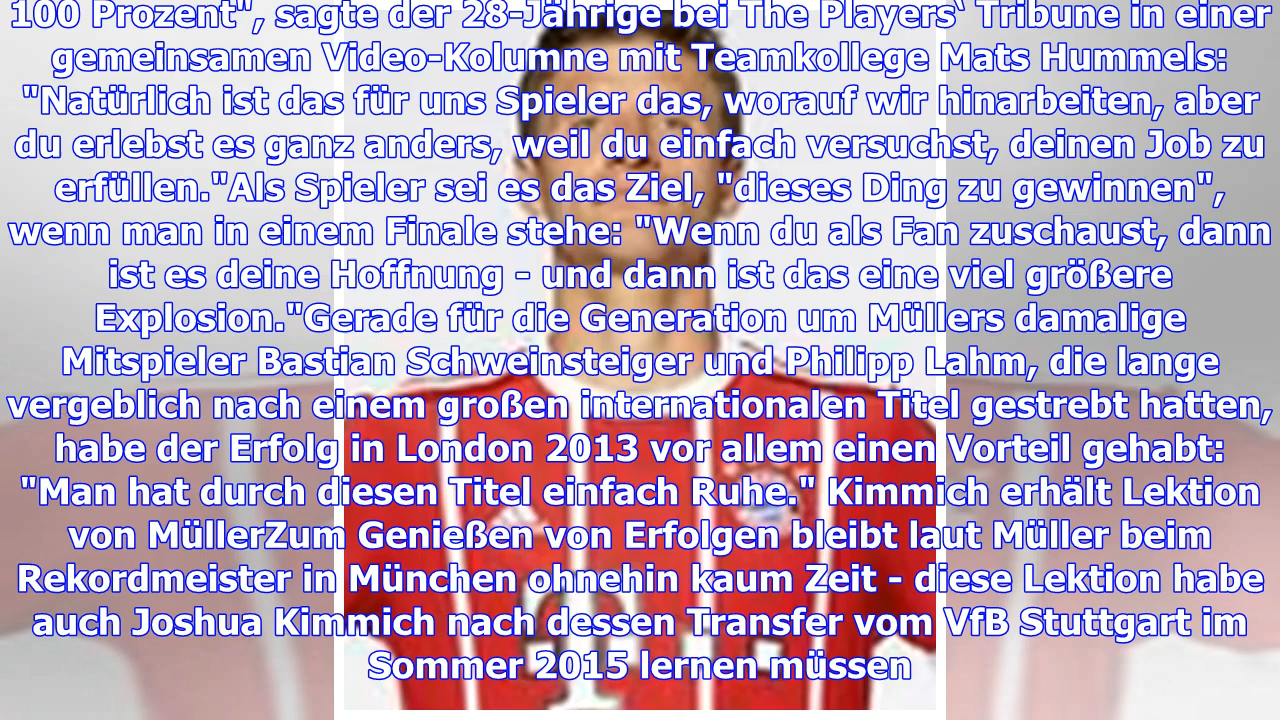 100 Prozent", sagte der 28-Jährige bei The Players‘ Tribune in einer
gemeinsamen Video-Kolumne mit Teamkollege Mats Hummels:
"Natürlich ist das für uns Spieler das, worauf wir hinarbeiten, aber
du erlebst es ganz anders, weil du einfach versuchst, deinen Job zu
erfüllen."Als Spieler sei es das Ziel, "dieses Ding zu gewinnen",
wenn man in einem Finale stehe: "Wenn du als Fan zuschaust, dann
ist es deine Hoffnung - und dann ist das eine viel größere
Explosion."Gerade für die Generation um Müllers damalige
Mitspieler Bastian Schweinsteiger und Philipp Lahm, die lange
vergeblich nach einem großen internationalen Titel gestrebt hatten,
habe der Erfolg in London 2013 vor allem einen Vorteil gehabt:
"Man hat durch diesen Titel einfach Ruhe." Kimmich erhält Lektion
von MüllerZum Genießen von Erfolgen bleibt laut Müller beim
Rekordmeister in München ohnehin kaum Zeit - diese Lektion habe
auch Joshua Kimmich nach dessen Transfer vom VfB Stuttgart im
Sommer 2015 lernen müssen